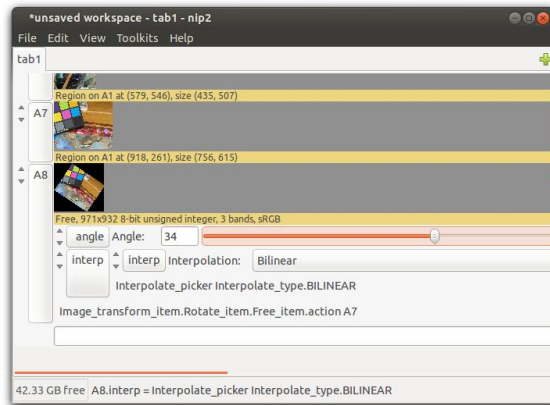 *unsaved workspace - tab1 - nip2
File Edit View Toolkits Help
tab1
Region on A1 at (579, 546), size (435, 507)
A7
Region on A1 at (918, 261), size (756, 615)
A8
Free, 971x932 8-bit unsigned integer, 3 bands, sRGB
angle Angle: 34
interp interp Interpolation: Bilinear
Interpolate_picker Interpolate_type.BILINEAR
Image_transform_item.Rotate_item.Free_item.action A7
42.33 GB free A8.interp = Interpolate_picker Interpolate_type.BILINEAR